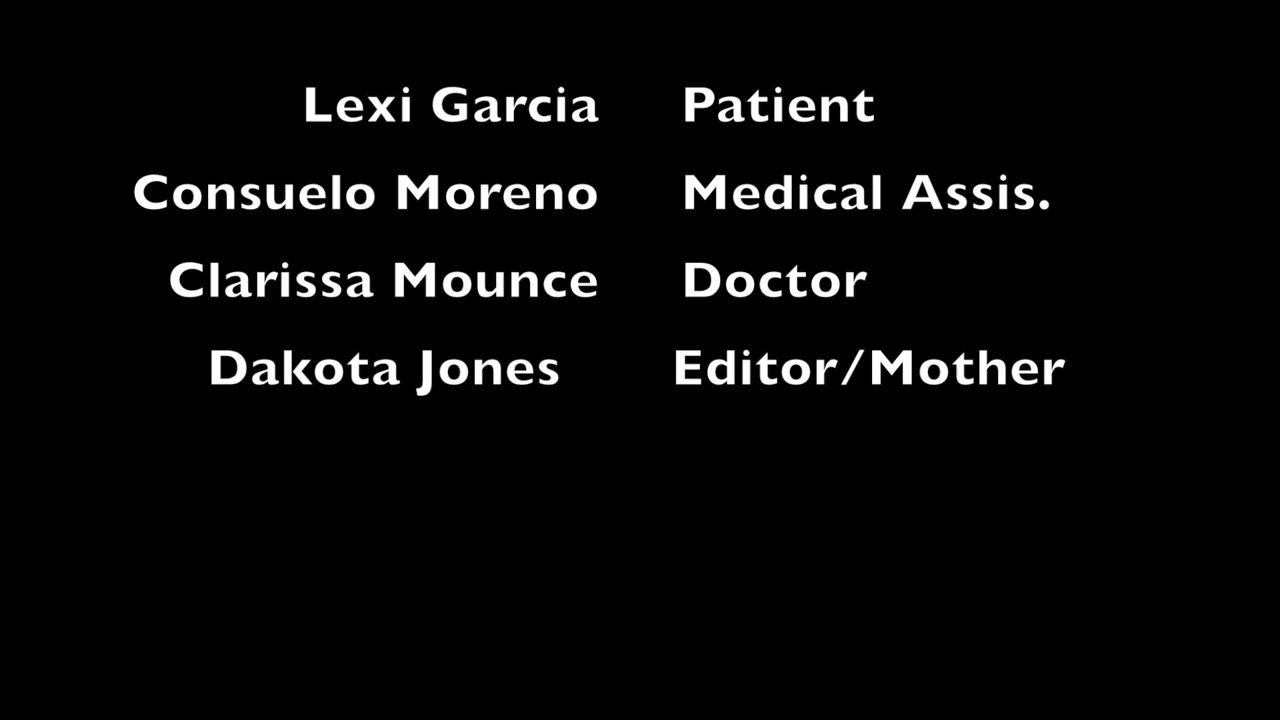 Lexi Garcia Patient
Consuelo Moreno Medical Assis.
Clarissa Mounce Doctor
Dakota Jones Editor/Mother